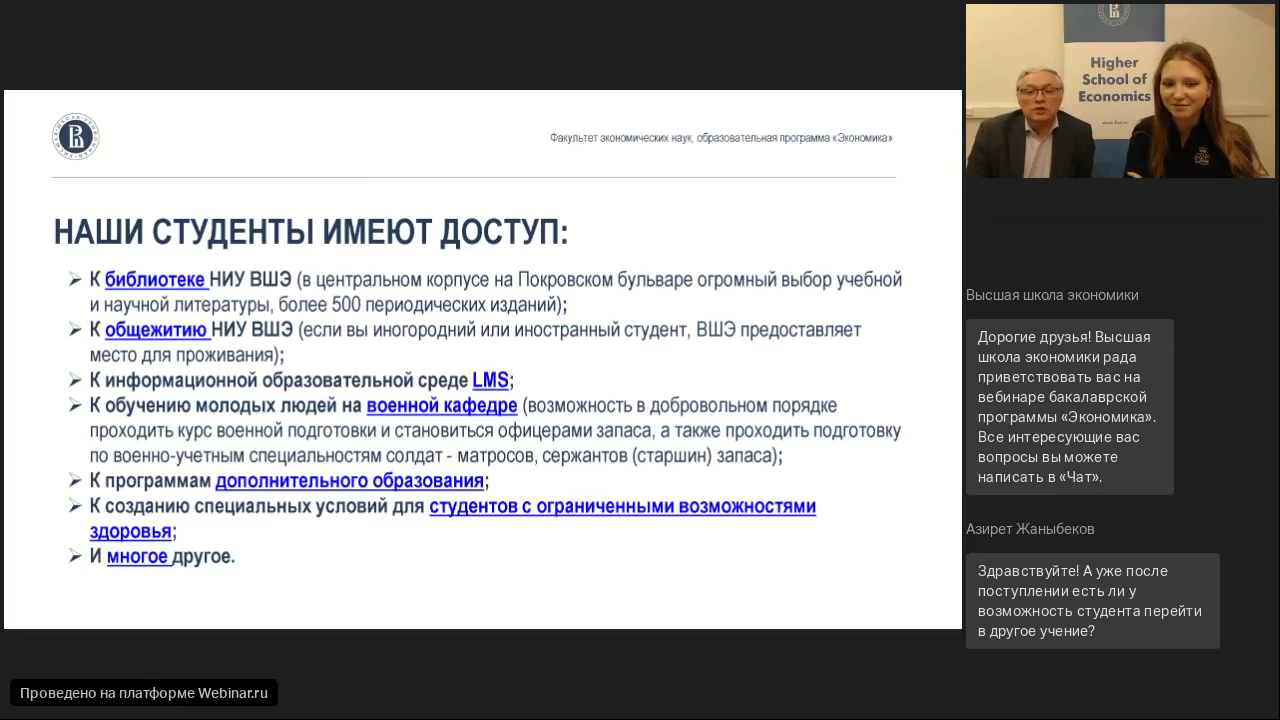 Факультет экономических наук, образовательная программа «Экономика»
НАШИ СТУДЕНТЫ ИМЕЮТ ДОСТУП:
➢ К библиотеке НИУ ВШЭ (в центральном корпусе на Покровском бульваре огромный выбор учебной
и научной литературы, более 500 периодических изданий);
➢ К общежитию НИУ ВШЭ (если вы иногородний или иностранный студент, ВШЭ предоставляет
место для проживания);
➢ К информационной образовательной среде LMS;
➢ К обучению молодых людей на военной кафедре (возможность в добровольном порядке
проходить курс военной подготовки и становиться офицерами запаса, а также проходить подготовку
по военно-учетным специальностям солдат - матросов, сержантов (старшин) запаса);
➢ К программам дополнительного образования;
➢ К созданию специальных условий для студентов с ограниченными возможностями
здоровья;
➢ И многое другое.
Проведено на платформе Webinar.ru
Higher
School of
Economics
Высшая школа экономики
Дорогие друзья! Высшая
школа экономики рада
приветствовать вас на
вебинаре бакалаврской
программы «Экономика».
Все интересующие вас
вопросы вы можете
написать в «Чат».
Азирет Жаныбеков
Здравствуйте! А уже после
поступлении есть ли у
возможность студента перейти
в другое учение?